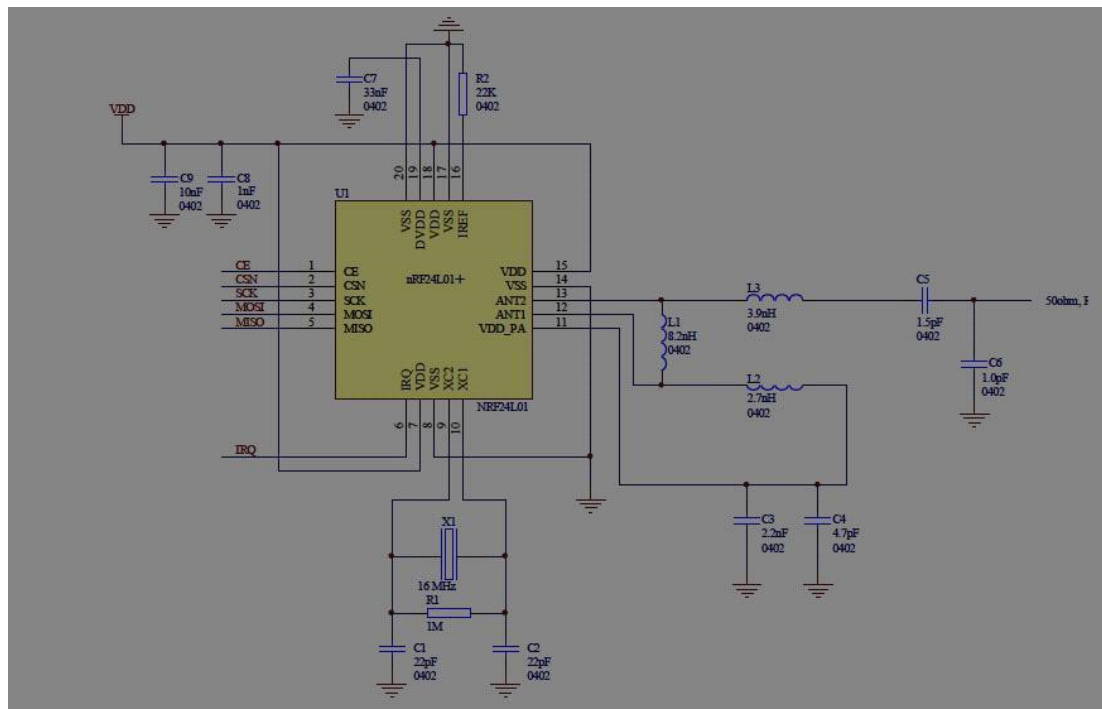 C7
33nF
0402
R2
22K
0402
VDD
C9
10nF
0402
C8
1nF
0402
20
19
18
17
16
U1
VSS
DVDD
VDD
VSS
IREF
nRF24L01+
CE
1
CE
CSN
2
CSN
SCK
3
SCK
MOSI
4
MOSI
MISO
5
MISO
VDD
15
VSS
14
ANT2
13
ANT1
12
VDD_PA
11
IRQ
VDD
VSS
XC2
XC1
NRF24L01
6
7
8
9
10
IRQ
L3
3.9nH
0402
L1
8.2nH
0402
L2
2.7nH
0402
C5
1.5pF
0402
50ohm, F
C6
1.0pF
0402
C3
2.2nF
0402
C4
4.7pF
0402
X1
16 MHz
R1
1M
C1
22pF
0402
C2
22pF
0402